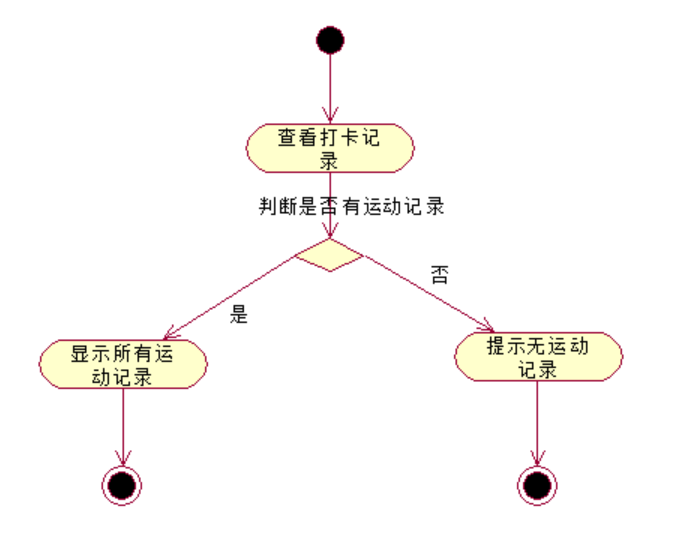 查看打卡记
录
判断是否有运动记录
否
是
显示所有运
动记录
提示无运动
记录